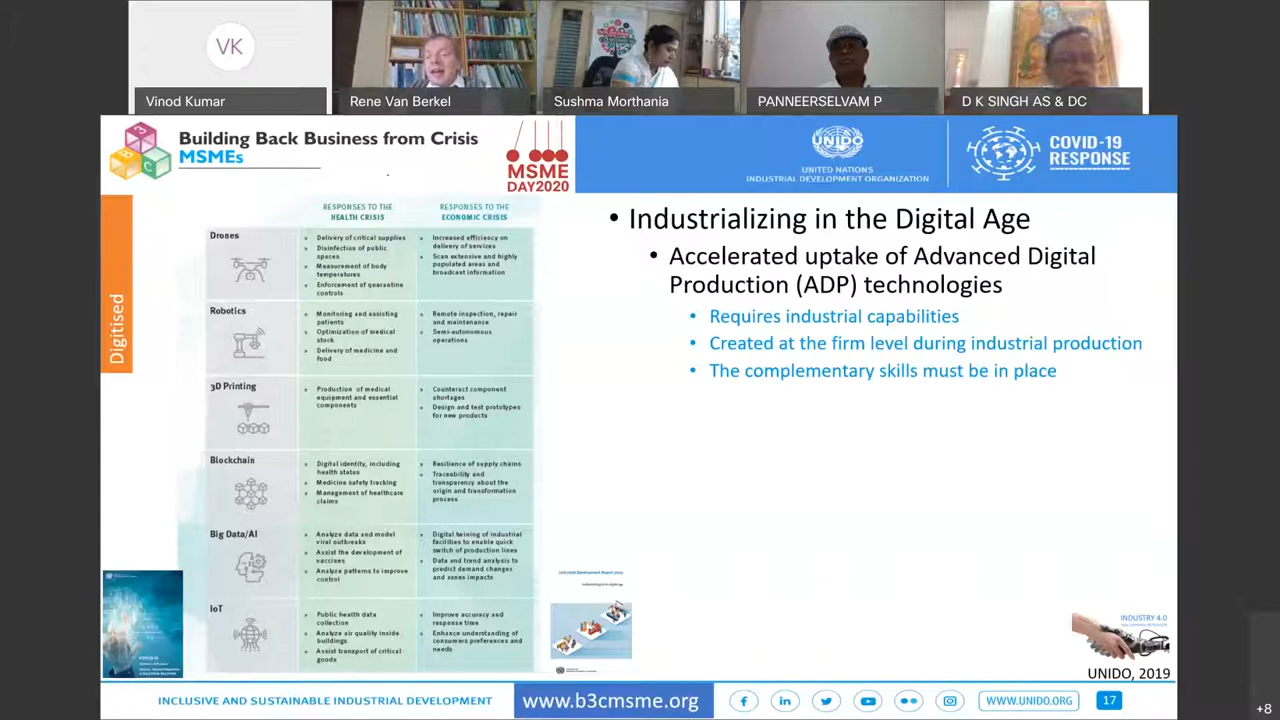 VK
Vinod Kumar
Rene Van Berkel
Sushma Morthania
PANNEERSELVAM P
D K SINGH AS & DC
Building Back Business from Crisis
MSMEs
MSME
DAY2020
UNIDO
UNITED NATIONS
INDUSTRIAL DEVELOPMENT ORGANIZATION
COVID-19
RESPONSE
Digitised
RESPONSES TO THE
HEALTH CRISIS
RESPONSES TO THE
ECONOMIC CRISIS
Drones
Delivery of critical supplies
Disinfection of public
spaces
Measurement of body
temperatures
Enforcement of quarantine
controls
Increased efficiency on
delivery of services
Scan extensive and highly
populated areas and
broadcast information
Robotics
Monitoring and assisting
patients
Optimization of medical
stock
Delivery of medicine and
food
Remote inspection, repair
and maintenance
Semi-autonomous
operations
3D Printing
Production of medical
equipment and essential
components
Counteract component
shortages
Design and test prototypes
for new products
Blockchain
Digital identity, including
health status
Medicine safety tracking
Management of healthcare
claims
Resilience of supply chains
Traceability and
transparency about the
origin and transformation
process
Big Data/AI
Analyze data and model
viral outbreaks
Assist the development of
vaccines
Analyze patterns to improve
control
Digital twining of industrial
facilities to enable quick
switch of production lines
Data and trend analysis to
predict demand changes
and asses impacts
IoT
Public health data
collection
Analyze air quality inside
buildings
Assist transport of critical
goods
Improve accuracy and
response time
Enhance understanding of
consumers preferences and
needs
• Industrializing in the Digital Age
• Accelerated uptake of Advanced Digital
Production (ADP) technologies
• Requires industrial capabilities
• Created at the firm level during industrial production
• The complementary skills must be in place
INDUSTRY 4.0
UNIDO, 2019
INCLUSIVE AND SUSTAINABLE INDUSTRIAL DEVELOPMENT
www.b3cmsme.org
WWW.UNIDO.ORG
17
+8